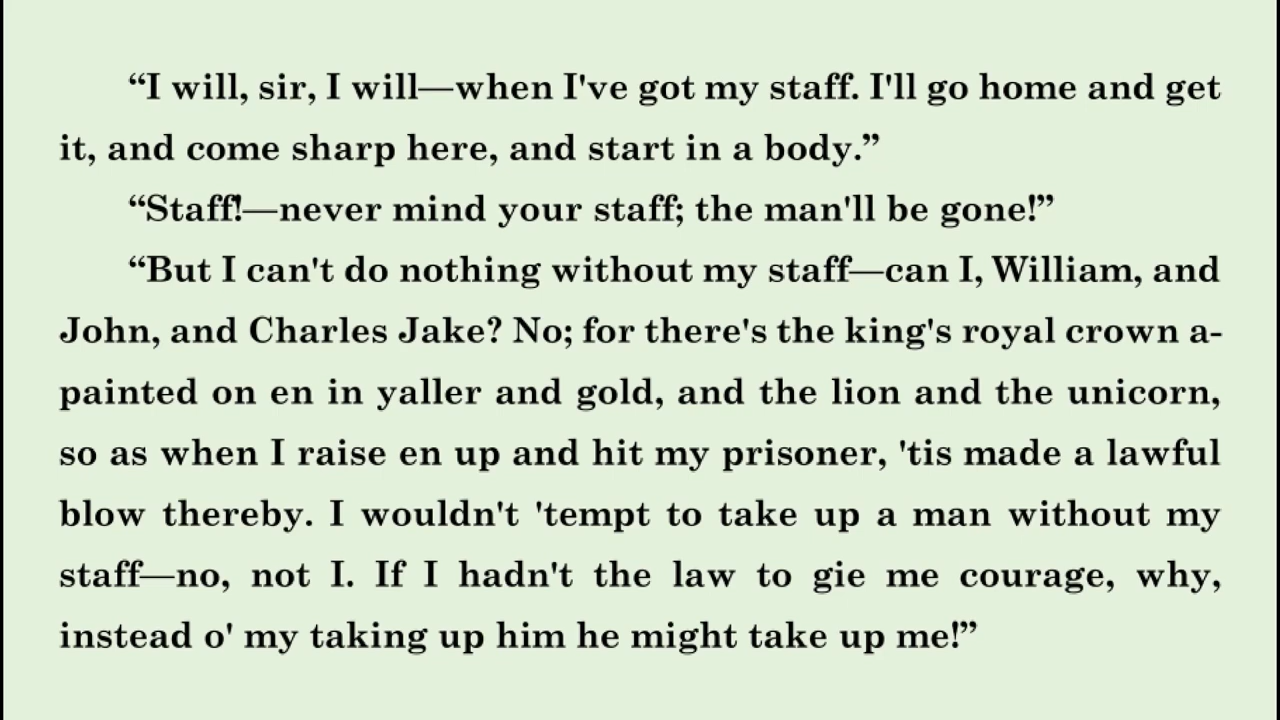 “I will, sir, I will—when I've got my staff. I'll go home and get
it, and come sharp here, and start in a body.”
“Staff!—never mind your staff; the man'll be gone!”
“But I can't do nothing without my staff—can I, William, and
John, and Charles Jake? No; for there's the king's royal crown a-
painted on en in yaller and gold, and the lion and the unicorn,
so as when I raise en up and hit my prisoner, 'tis made a lawful
blow thereby. I wouldn't 'tempt to take up a man without my
staff—no, not I. If I hadn't the law to gie me courage, why,
instead o' my taking up him he might take up me!”